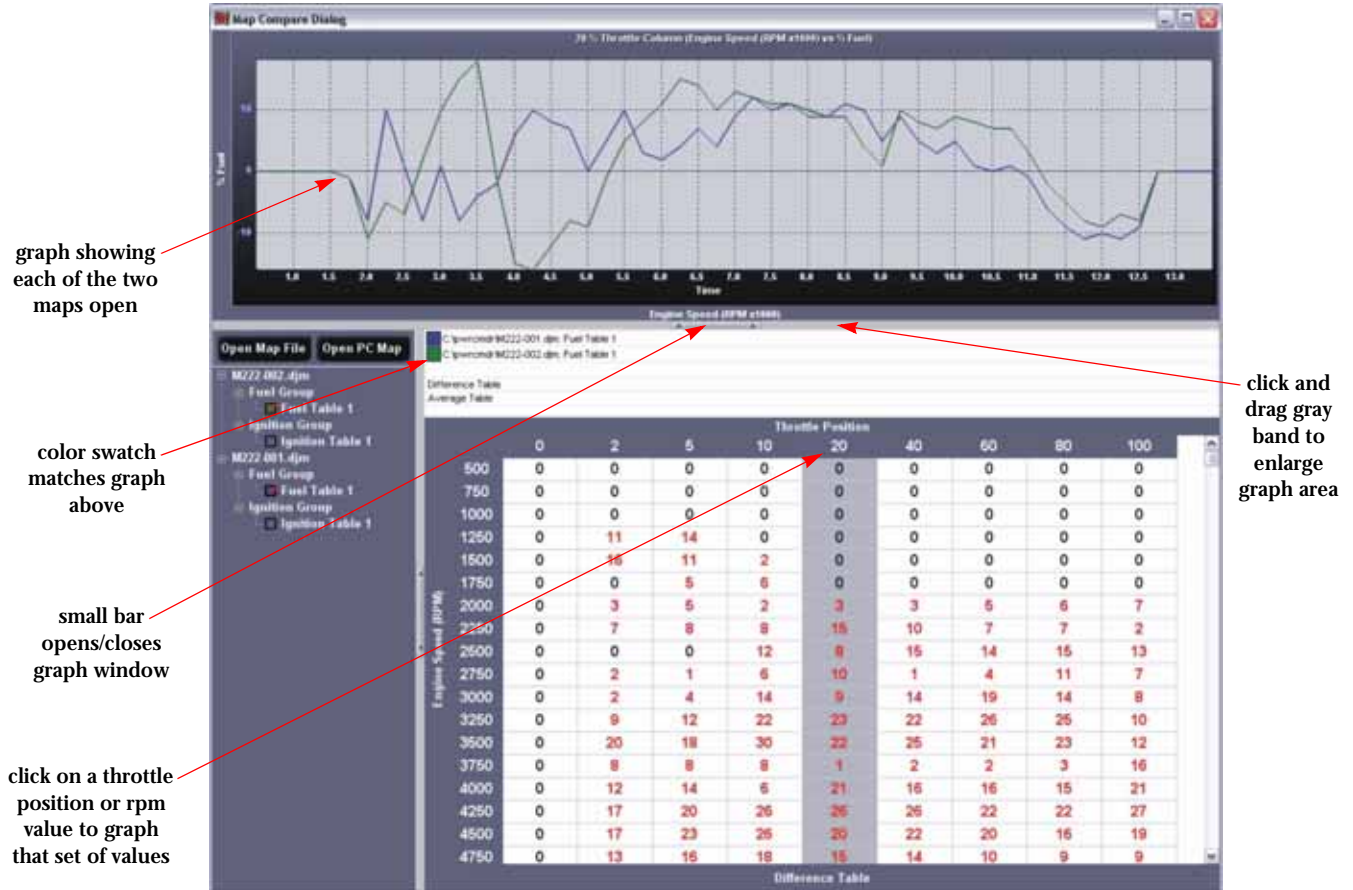 Map Compare Dialog
20 % Throttle Column (Engine Speed (RPM x1000) vs % Fuel)
% Fuel
10
0
-10
1.0 1.5 2.0 2.5 3.0 3.5 4.0 4.5 5.0 5.5 6.0 6.5 7.0 7.5 8.0 8.5 9.0 9.5 10.0 10.5 11.0 11.5 12.0 12.5 13.0
Time
Engine Speed (RPM x1000)
graph showing
each of the two
maps open
Open Map File Open PC Map
M222-002.djm
Fuel Group
Fuel Table 1
Ignition Group
Ignition Table 1
M222-001.djm
Fuel Group
Fuel Table 1
Ignition Group
Ignition Table 1
C:\pwrcmdr\M222-001.djm: Fuel Table 1
C:\pwrcmdr\M222-002.djm: Fuel Table 1
Difference Table
Average Table
click and
drag gray
band to
enlarge
graph area
color swatch
matches graph
above
small bar
opens/closes
graph window
click on a throttle
position or rpm
value to graph
that set of values
Throttle Position
0 2 5 10 20 40 60 80 100
Engine Speed (RPM)
500 0 0 0 0 0 0 0 0 0
750 0 0 0 0 0 0 0 0 0
1000 0 0 0 0 0 0 0 0 0
1250 0 11 14 0 0 0 0 0 0
1500 0 16 11 2 0 0 0 0 0
1750 0 0 5 6 0 0 0 0 0
2000 0 3 5 2 3 3 5 6 7
2250 0 7 8 8 15 10 7 7 2
2500 0 0 0 12 8 15 14 15 13
2750 0 2 1 6 10 1 4 11 7
3000 0 2 4 14 9 14 19 14 8
3250 0 9 12 22 23 22 26 25 10
3500 0 20 18 30 22 25 21 23 12
3750 0 8 8 8 1 2 2 3 16
4000 0 12 14 6 21 16 16 15 21
4250 0 17 20 26 26 26 22 22 27
4500 0 17 23 26 20 22 20 16 19
4750 0 13 16 18 15 14 10 9 9
Difference Table